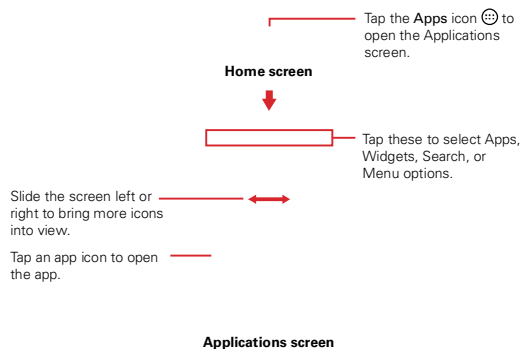 Tap the Apps icon to
open the Applications
screen.
Home screen
Tap these to select Apps,
Widgets, Search, or
Menu options.
Slide the screen left or
right to bring more icons
into view.
Tap an app icon to open
the app.
Applications screen